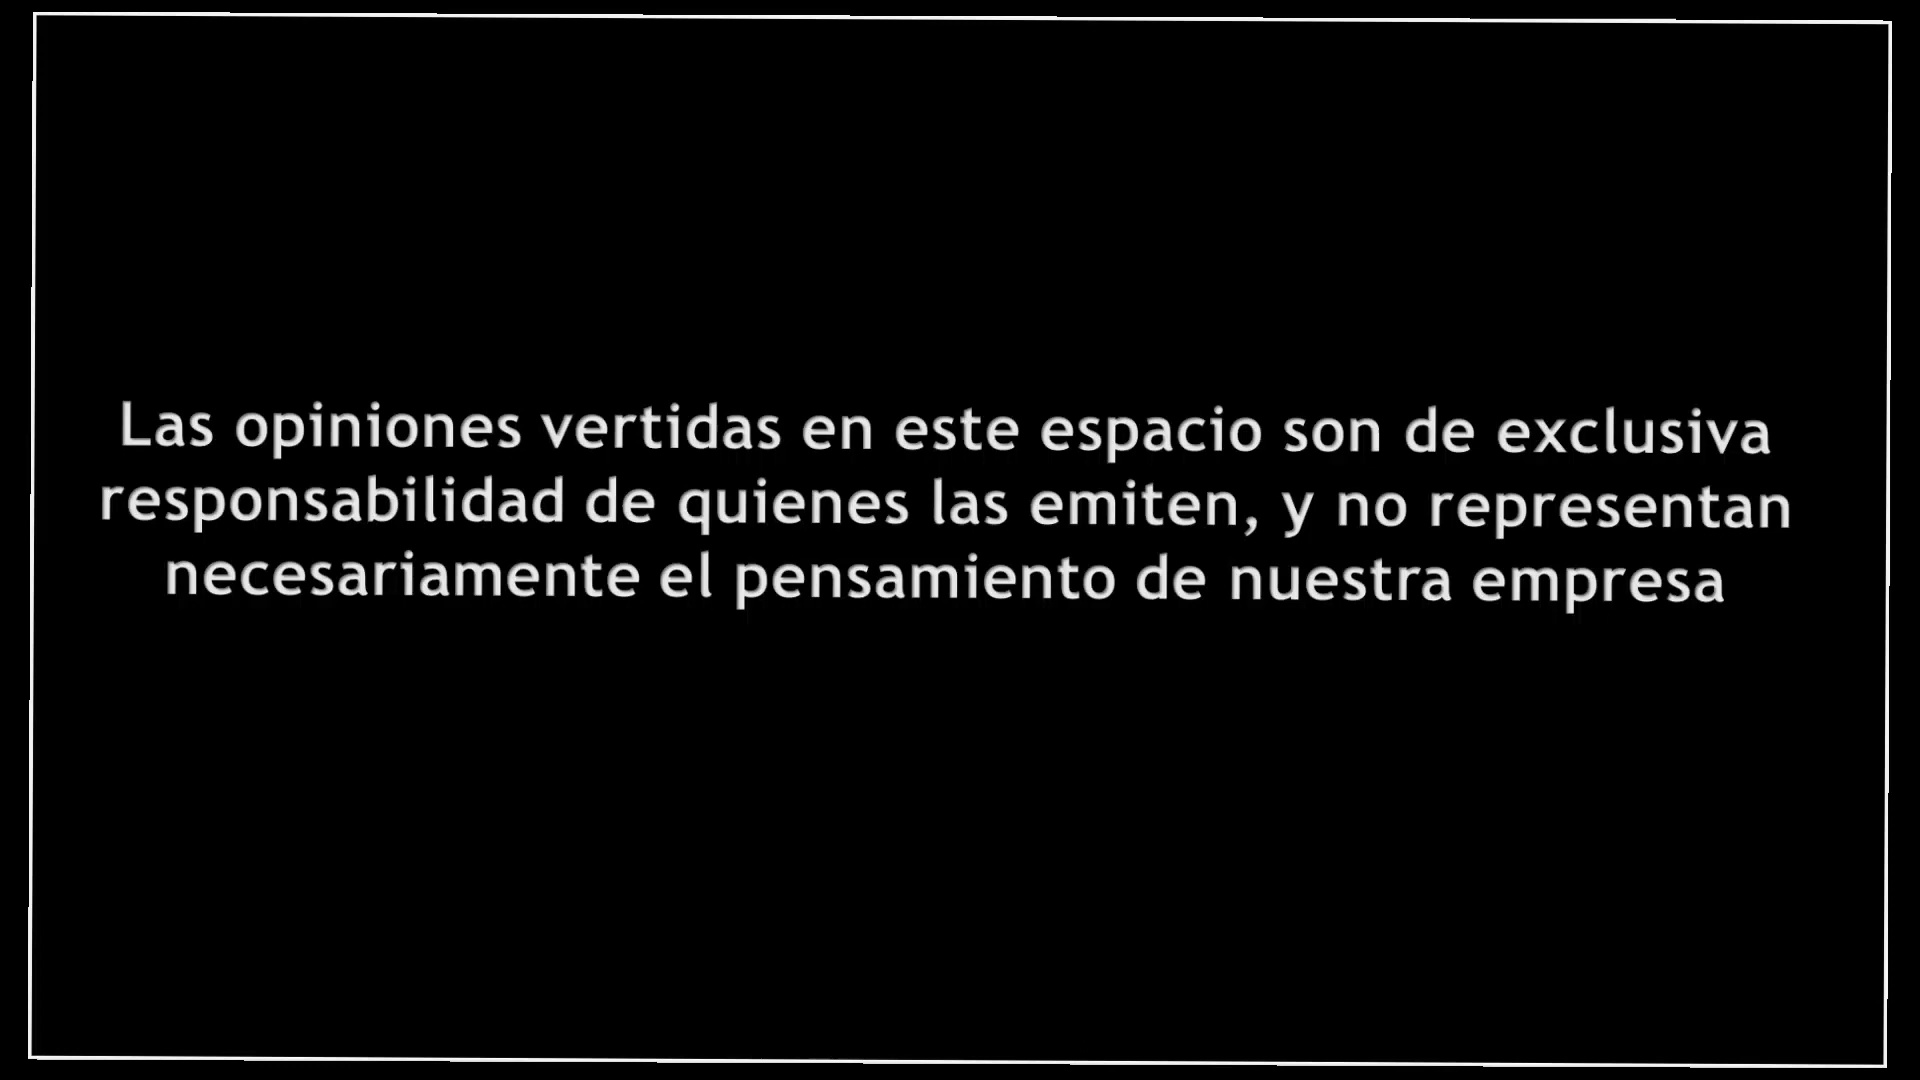 Las opiniones vertidas en este espacio son de exclusiva
responsabilidad de quienes las emiten, y no representan
necesariamente el pensamiento de nuestra empresa